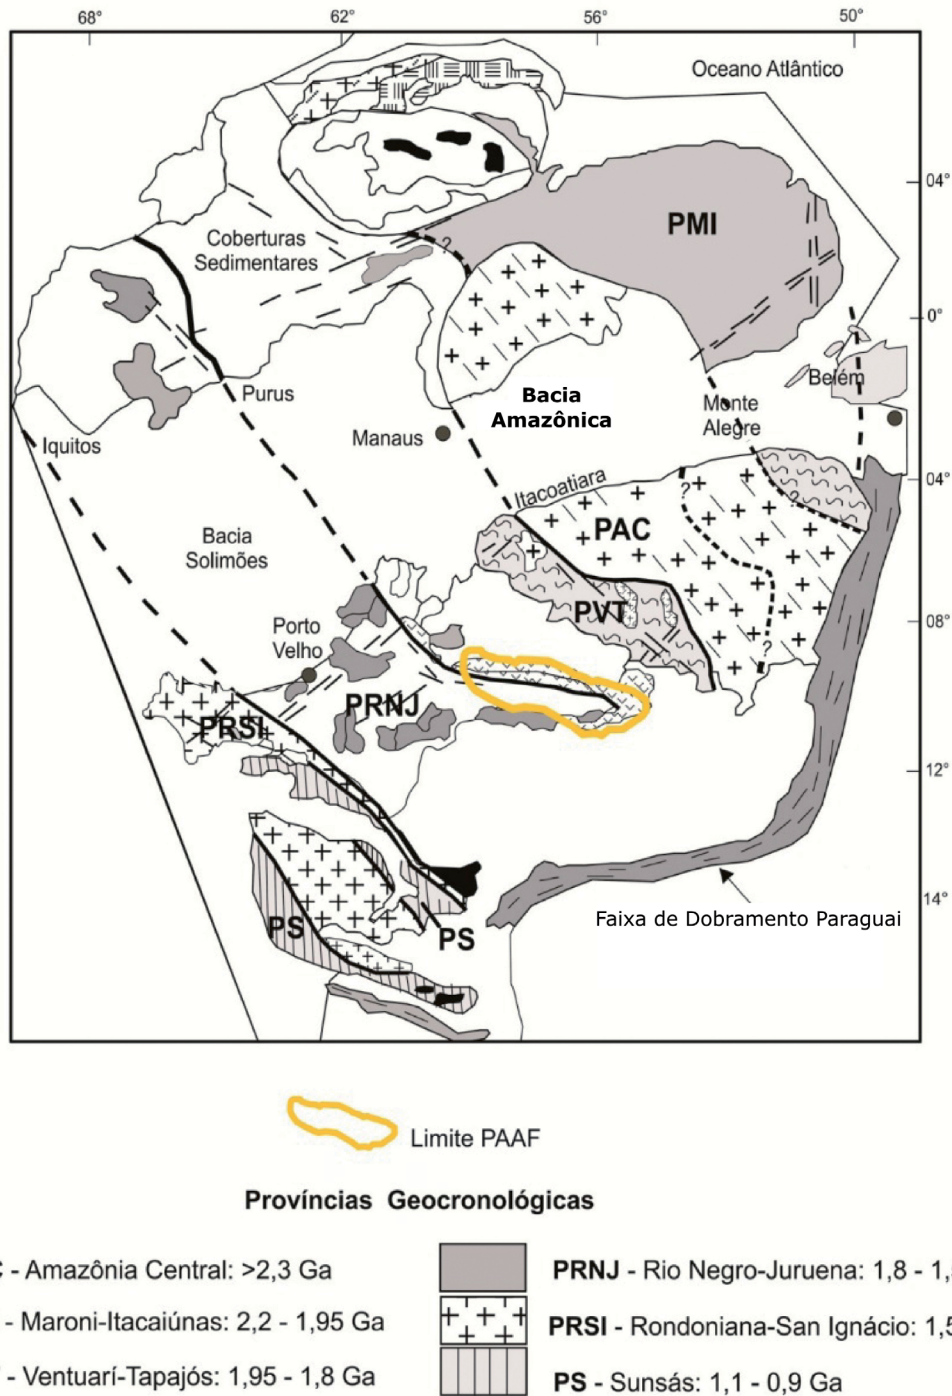 68°
62°
56°
50°
Oceano Atlântico
04°
PMI
Coberturas
Sedimentares
?
0°
Belém
Purus
Bacia
Amazônica
Monte
Alegre
Manaus
Iquitos
Itacoatiara
?
?
04°
PAC
Bacia
Solimões
PVT
08°
Porto
Velho
?
PRNJ
PRSI
12°
14°
Faixa de Dobramento Paraguai
PS
PS
Limite PAAF
Províncias Geocronológicas
- Amazônia Central: >2,3 Ga
PRNJ - Rio Negro-Juruena: 1,8 - 1,
- Maroni-Itacaiúnas: 2,2 - 1,95 Ga
PRSI - Rondoniana-San Ignácio: 1,5
- Ventuarí-Tapajós: 1,95 - 1,8 Ga
PS - Sunsás: 1,1 - 0,9 Ga